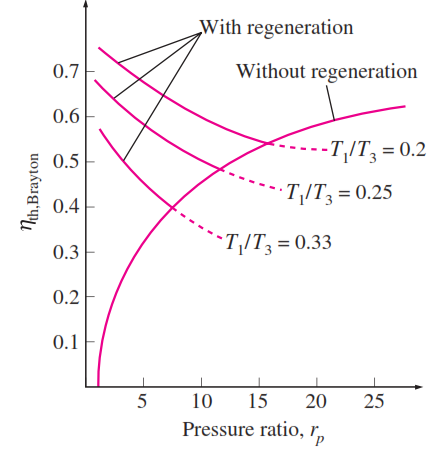 With regeneration
Without regeneration
0.7
0.6
0.5
0.4
0.3
0.2
0.1
η_th,Brayton
T₁/T₃ = 0.2
T₁/T₃ = 0.25
T₁/T₃ = 0.33
5 10 15 20 25
Pressure ratio, r_p